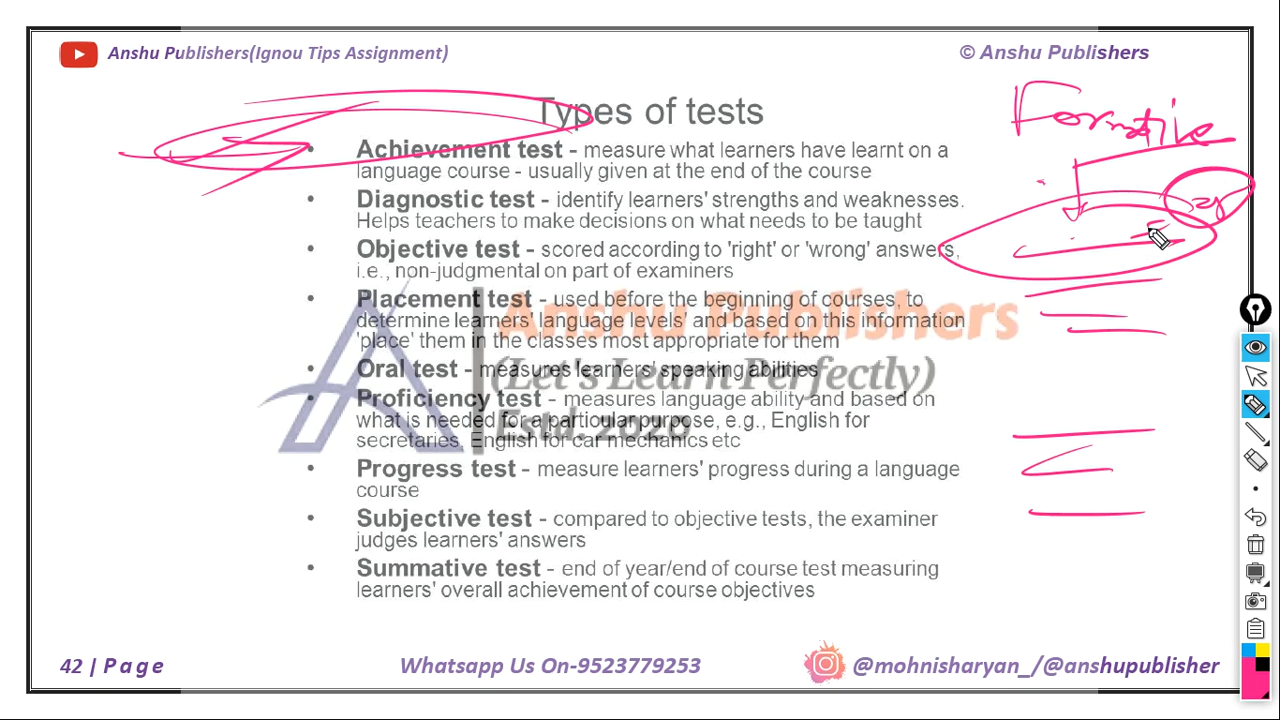 Anshu Publishers(Ignou Tips Assignment)
© Anshu Publishers
Types of tests
Formative
• Achievement test - measure what learners have learnt on a
language course - usually given at the end of the course
• Diagnostic test - identify learners' strengths and weaknesses.
Helps teachers to make decisions on what needs to be taught
• Objective test - scored according to 'right' or 'wrong' answers,
i.e., non-judgmental on part of examiners
• Placement test - used before the beginning of courses, to
determine learners' language levels' and based on this information
'place' them in the classes most appropriate for them
• Oral test - measures learners' speaking abilities
• Proficiency test - measures language ability and based on
what is needed for a particular purpose, e.g., English for
secretaries, English for car mechanics etc
• Progress test - measure learners' progress during a language
course
• Subjective test - compared to objective tests, the examiner
judges learners' answers
• Summative test - end of year/end of course test measuring
learners' overall achievement of course objectives
Anshu Publishers
(Let's Learn Perfectly)
Estd. 2020
42 | Page
Whatsapp Us On-9523779253
@mohnisharyan_/@anshupublisher